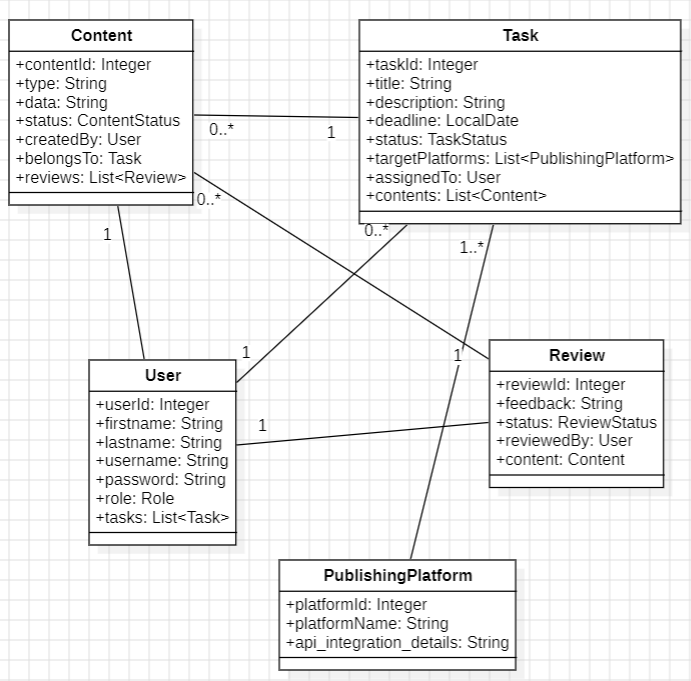 Content
+contentId: Integer
+type: String
+data: String
+status: ContentStatus
+createdBy: User
+belongsTo: Task
+reviews: List<Review>
Task
+taskId: Integer
+title: String
+description: String
+deadline: LocalDate
+status: TaskStatus
+targetPlatforms: List<PublishingPlatform>
+assignedTo: User
+contents: List<Content>
0..*
1
0..*
1
0..*
1..*
1
1
1
User
+userId: Integer
+firstname: String
+lastname: String
+username: String
+password: String
+role: Role
+tasks: List<Task>
Review
+reviewId: Integer
+feedback: String
+status: ReviewStatus
+reviewedBy: User
+content: Content
PublishingPlatform
+platformId: Integer
+platformName: String
+api_integration_details: String